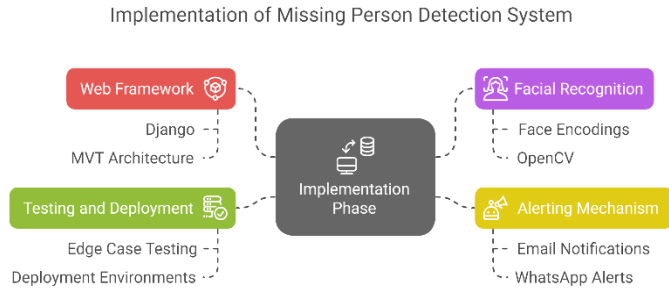 Implementation of Missing Person Detection System
Web Framework
Django
MVT Architecture
Testing and Deployment
Edge Case Testing
Deployment Environments
Implementation
Phase
Facial Recognition
Face Encodings
OpenCV
Alerting Mechanism
Email Notifications
WhatsApp Alerts